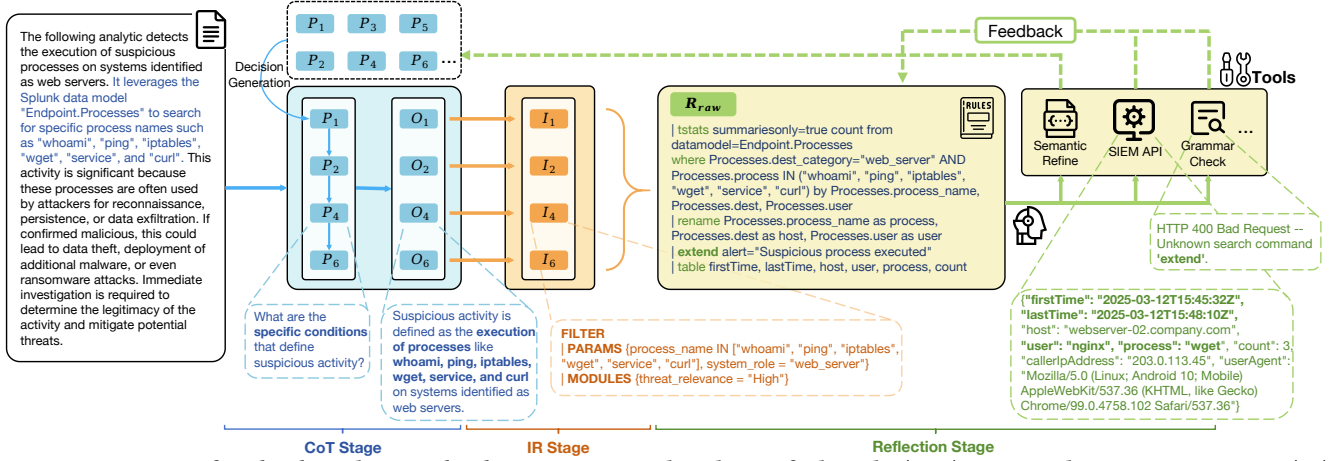 The following analytic detects
the execution of suspicious
processes on systems identified
as web servers. It leverages the
Splunk data model
"Endpoint.Processes" to search
for specific process names such
as "whoami", "ping", "iptables",
"wget", "service", and "curl". This
activity is significant because
these processes are often used
by attackers for reconnaissance,
persistence, or data exfiltration. If
confirmed malicious, this could
lead to data theft, deployment of
additional malware, or even
ransomware attacks. Immediate
investigation is required to
determine the legitimacy of the
activity and mitigate potential
threats.
Decision
Generation
P1 P3 P5
P2 P4 P6 ...
P1
P2
P4
P6
O1
O2
O4
O6
I1
I2
I4
I6
What are the
specific conditions
that define
suspicious activity?
Suspicious activity is
defined as the execution
of processes like
whoami, ping, iptables,
wget, service, and curl
on systems identified as
web servers.
FILTER
| PARAMS {process_name IN ["whoami", "ping", "iptables",
"wget", "service", "curl"], system_role = "web_server"}
| MODULES {threat_relevance = "High"}
Rraw
RULES
| tstats summariesonly=true count from
datamodel=Endpoint.Processes
where Processes.dest_category="web_server" AND
Processes.process IN ("whoami", "ping", "iptables",
"wget", "service", "curl") by Processes.process_name,
Processes.dest, Processes.user
| rename Processes.process_name as process,
Processes.dest as host, Processes.user as user
| extend alert="Suspicious process executed"
| table firstTime, lastTime, host, user, process, count
Feedback
Tools
Semantic
Refine
SIEM API
Grammar
Check
...
HTTP 400 Bad Request --
Unknown search command
'extend'.
{"firstTime": "2025-03-12T15:45:32Z",
"lastTime": "2025-03-12T15:48:10Z",
"host": "webserver-02.company.com",
"user": "nginx", "process": "wget", "count": 3,
"callerIpAddress": "203.0.113.45", "userAgent":
"Mozilla/5.0 (Linux; Android 10; Mobile)
AppleWebKit/537.36 (KHTML, like Gecko)
Chrome/99.0.4758.102 Safari/537.36"}
CoT Stage
IR Stage
Reflection Stage